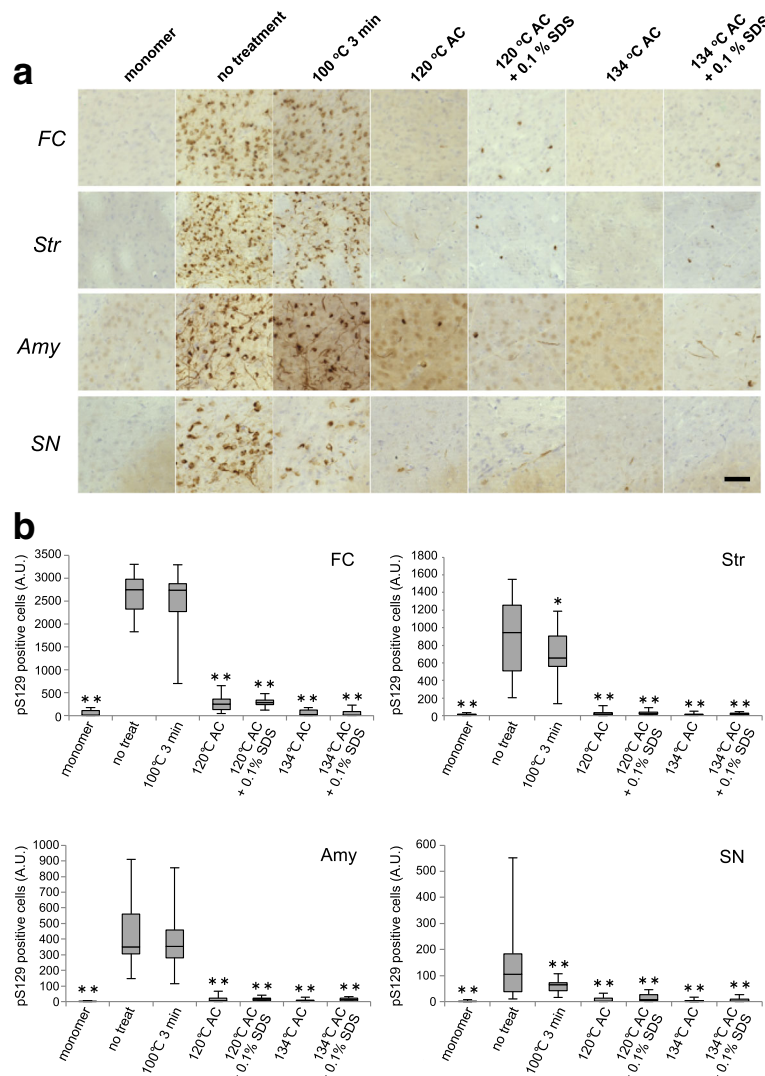 a
monomer
no treatment
100 ºC 3 min
120 ºC AC
120 ºC AC
+ 0.1 % SDS
134 ºC AC
134 ºC AC
+ 0.1 % SDS
FC
Str
Amy
SN
b
FC
pS129 positive cells (A.U.)
3500
3000
2500
2000
1500
1000
500
0
** ** ** ** **
monomer
no treat
100℃ 3 min
120℃ AC
120℃ AC
+ 0.1% SDS
134℃ AC
134℃ AC
+ 0.1% SDS
Str
pS129 positive cells (A.U.)
1800
1600
1400
1200
1000
800
600
400
200
0
** * ** ** ** **
monomer
no treat
100℃ 3 min
120℃ AC
120℃ AC
+ 0.1% SDS
134℃ AC
134℃ AC
+ 0.1% SDS
Amy
pS129 positive cells (A.U.)
1000
900
800
700
600
500
400
300
200
100
0
** ** ** ** **
monomer
no treat
100℃ 3 min
120℃ AC
120℃ AC
0.1% SDS
134℃ AC
134℃ AC
0.1% SDS
SN
pS129 positive cells (A.U.)
600
500
400
300
200
100
0
** ** ** ** ** **
monomer
no treat
100℃ 3 min
120℃ AC
120℃ AC
0.1% SDS
134℃ AC
134℃ AC
0.1% SDS